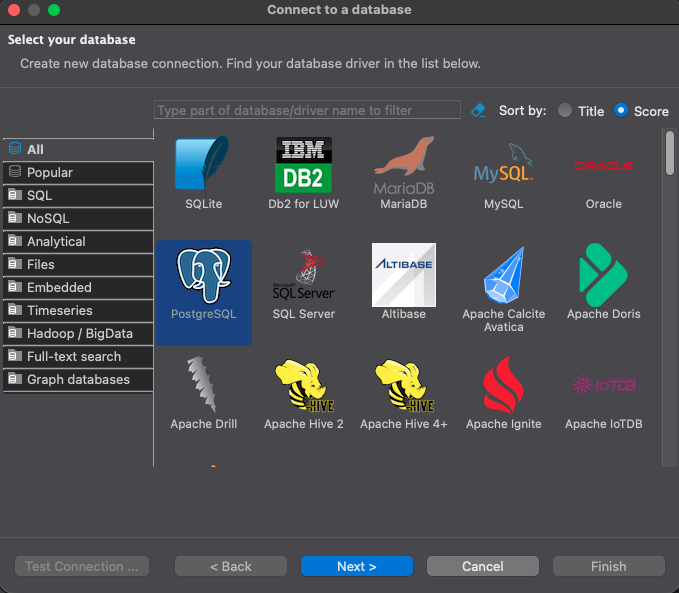 Connect to a database
Select your database
Create new database connection. Find your database driver in the list below.
Type part of database/driver name to filter
Sort by: Title Score
All
Popular
SQL
NoSQL
Analytical
Files
Embedded
Timeseries
Hadoop / BigData
Full-text search
Graph databases
IBM
DB2
MariaDB
MySQL
ORACLE
SQLite Db2 for LUW MariaDB MySQL Oracle
Microsoft
SQL Server
ALTIBASE
PostgreSQL SQL Server Altibase Apache Calcite Avatica Apache Doris
HIVE
HIVE
IoTDB
Apache Drill Apache Hive 2 Apache Hive 4+ Apache Ignite Apache IoTDB
Test Connection ... < Back Next > Cancel Finish